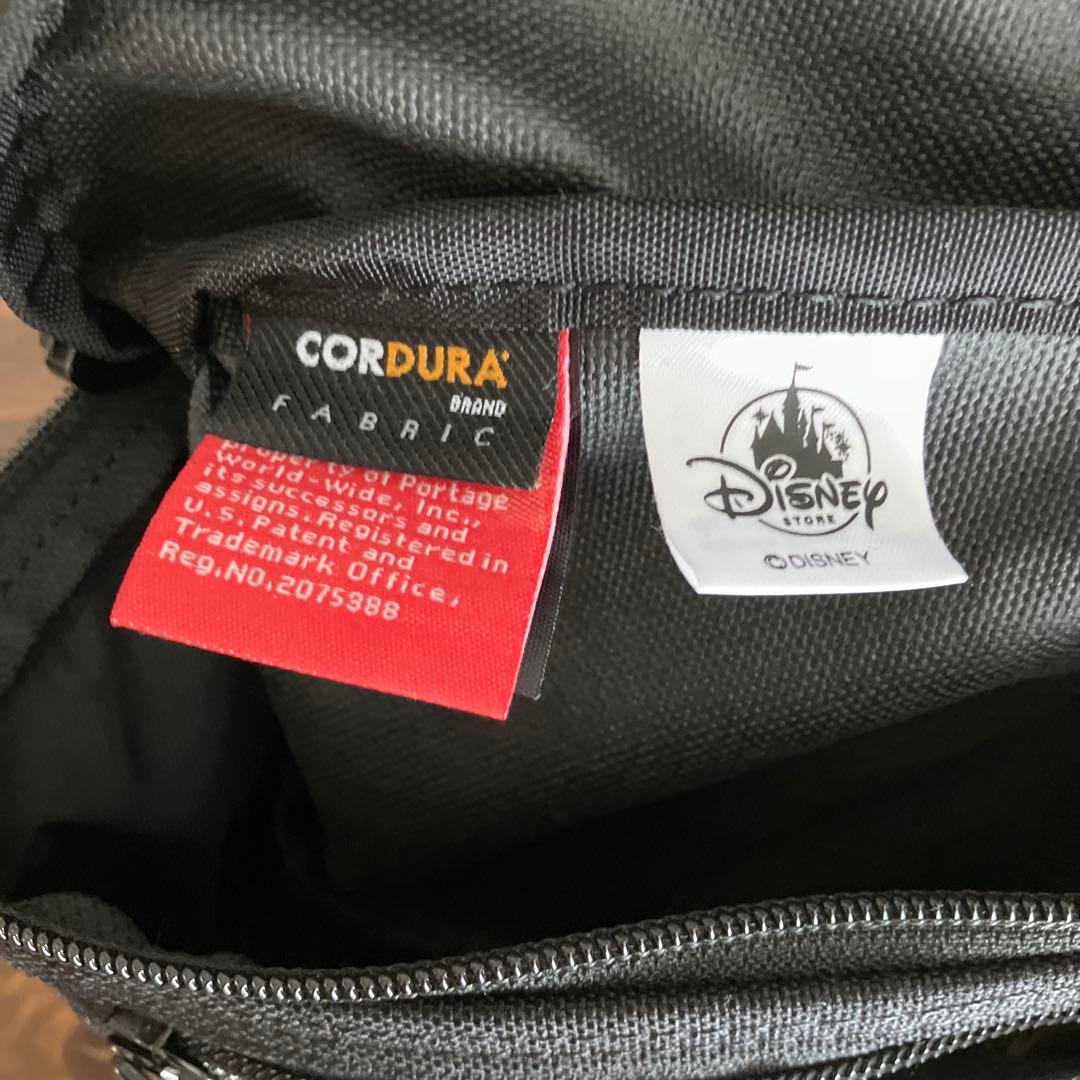 CORDURA
BRAND
FABRIC
property of Portage
World-Wide, Inc.,
its successors and
assigns. Registered in
U.S. Patent and
Trademark Office,
Reg.NO.2075388
DISNEY
STORE
©DISNEY